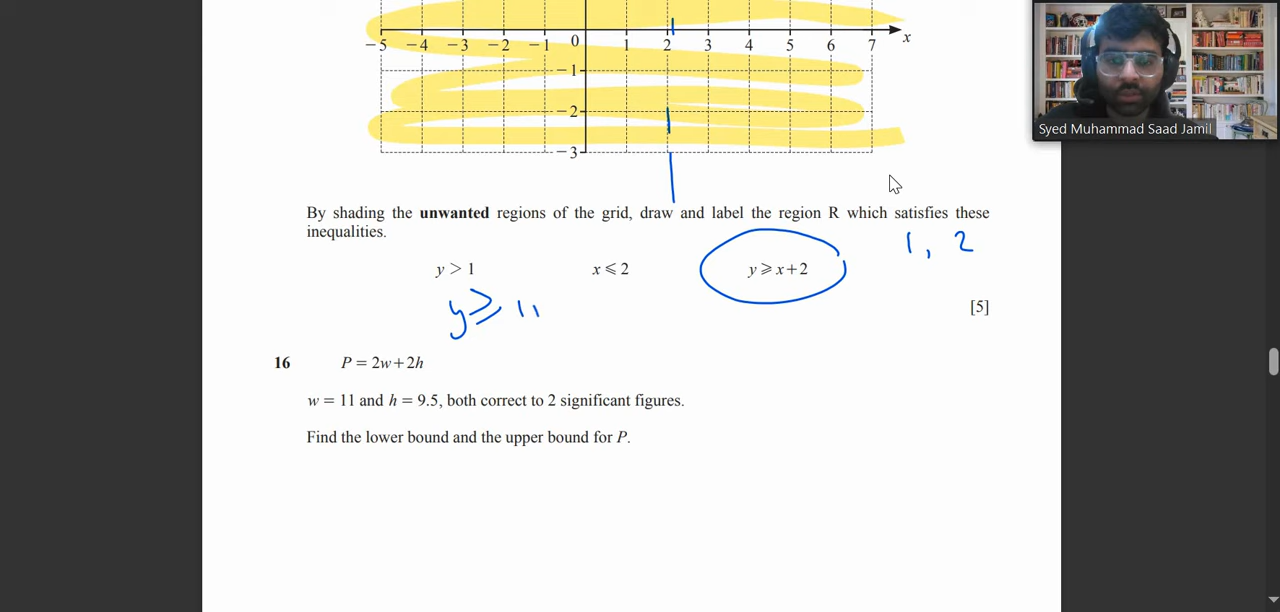 -5 -4 -3 -2 -1 0 1 2 3 4 5 6 7 x
-1
-2
-3
Syed Muhammad Saad Jamil
By shading the unwanted regions of the grid, draw and label the region R which satisfies these
inequalities.
1, 2
y > 1 x ⩽ 2 y ⩾ x + 2
y ⩾ 11
[5]
16 P = 2w + 2h
w = 11 and h = 9.5, both correct to 2 significant figures.
Find the lower bound and the upper bound for P.